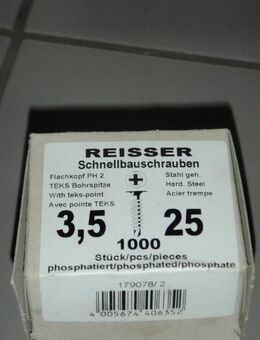 REISSER
Schnellbauschrauben
Flachkopf PH 2
TEKS Bohrspitze
With teks-point
Avec pointe TEKS
Stahl geh.
Hard. Steel
Acier trempe
3,5
25
1000
Stück/pcs/pieces
phosphatiert/phosphated/phosphate
179078/ 2
4 005674 406352